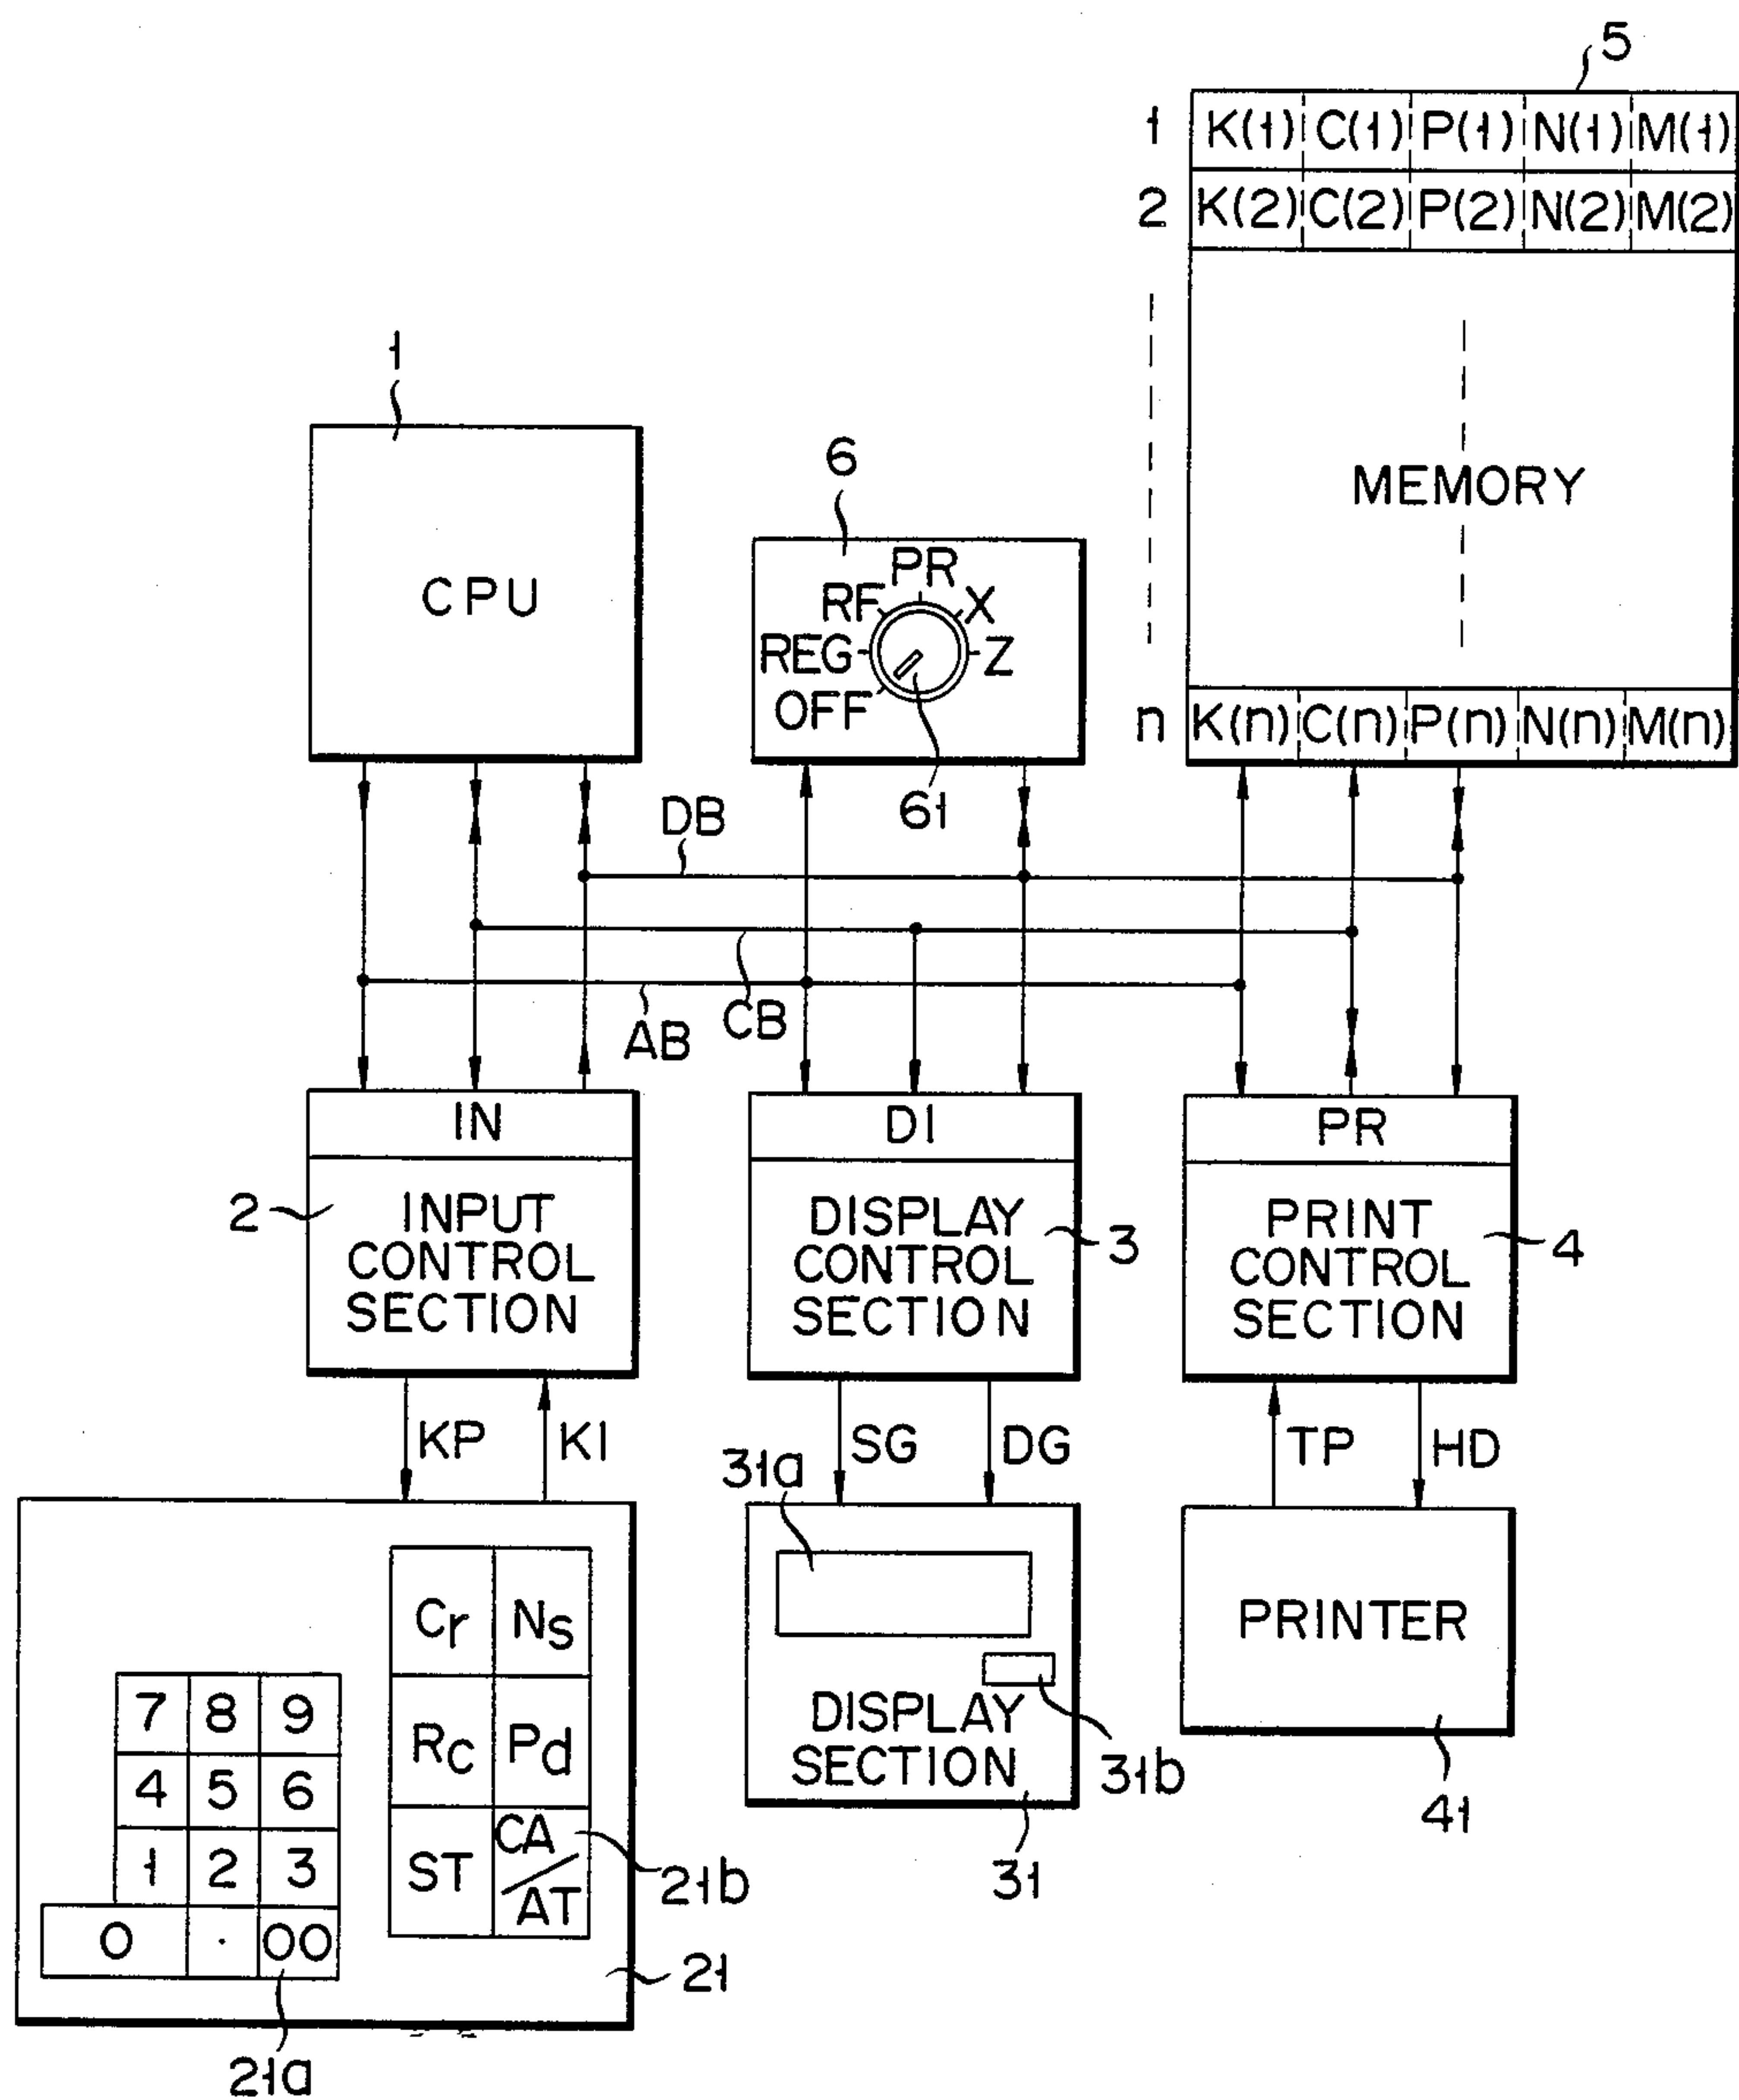 5
1 K(1) C(1) P(1) N(1) M(1)
2 K(2) C(2) P(2) N(2) M(2)
MEMORY
n K(n) C(n) P(n) N(n) M(n)
1
CPU
6
PR
RF X
REG Z
OFF
61
DB
CB
AB
IN
2
INPUT
CONTROL
SECTION
DI
DISPLAY
CONTROL
SECTION
3
PR
PRINT
CONTROL
SECTION
4
KP KI
SG DG
TP HD
Cr Ns
Rc Pd
ST CA/AT
7 8 9
4 5 6
1 2 3
0 . 00
21b
21
21a
31a
DISPLAY
SECTION
31b
31
PRINTER
41